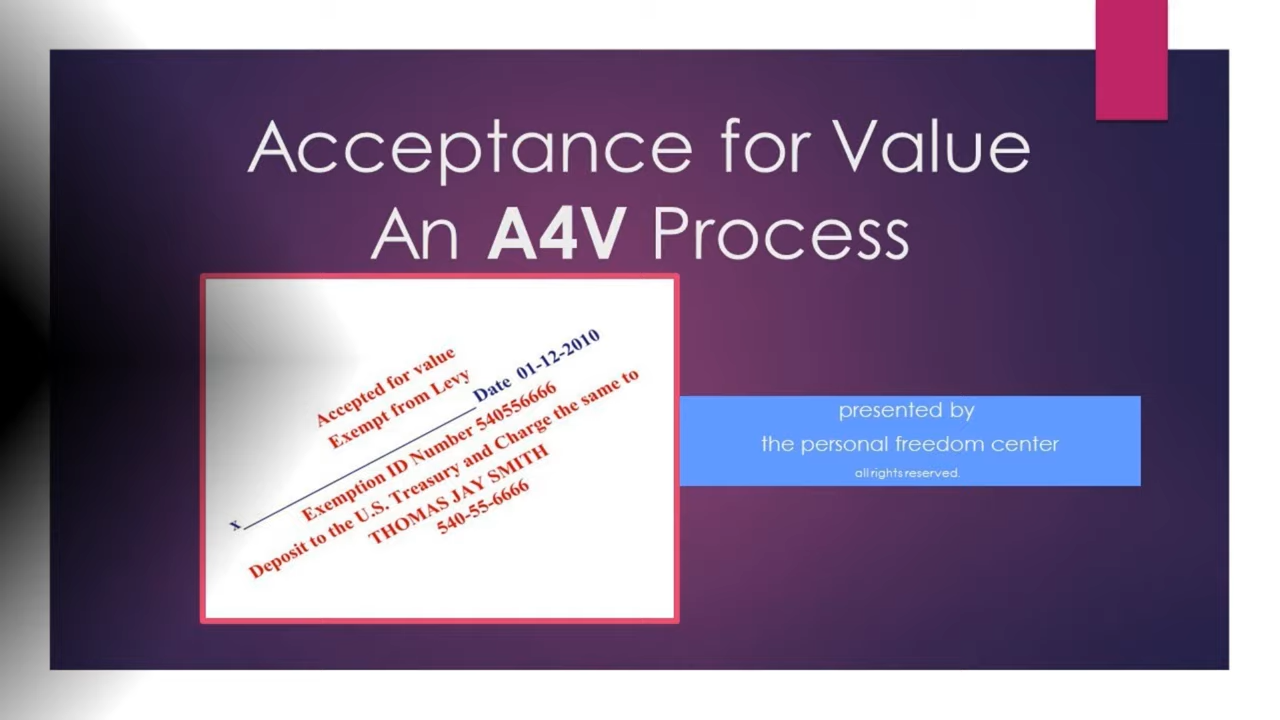 Acceptance for Value
An A4V Process
Accepted for value
Exempt from Levy
x Date 01-12-2010
Exemption ID Number 540556666
Deposit to the U.S. Treasury and Charge the same to
THOMAS JAY SMITH
540-55-6666
presented by
the personal freedom center
all rights reserved.